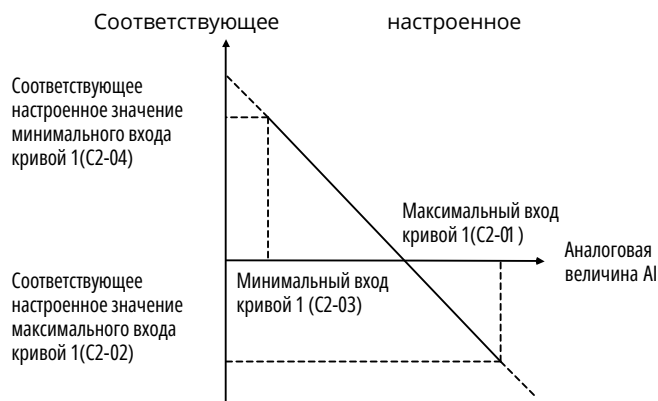 Соответствующее настроенное
Соответствующее
настроенное значение
минимального входа
кривой 1(C2-04)
Максимальный вход
кривой 1(C2-01)
Аналоговая
величина AI
Минимальный вход
кривой 1 (C2-03)
Соответствующее
настроенное значение
максимального входа
кривой 1(C2-02)